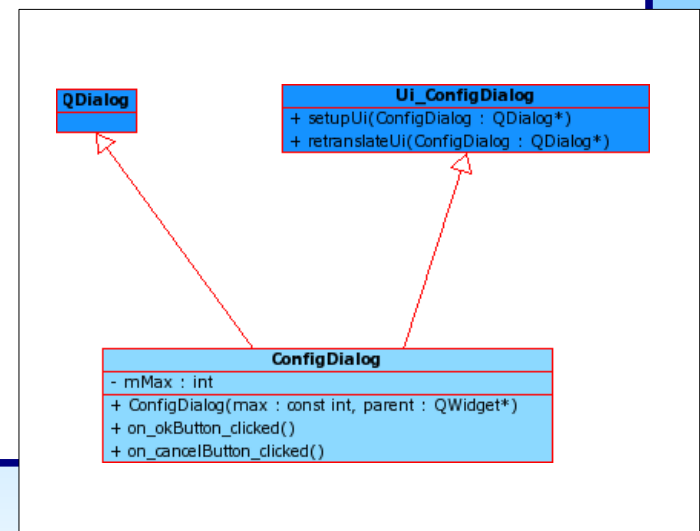 QDialog
Ui_ConfigDialog
+ setupUi(ConfigDialog : QDialog*)
+ retranslateUi(ConfigDialog : QDialog*)
ConfigDialog
- mMax : int
+ ConfigDialog(max : const int, parent : QWidget*)
+ on_okButton_clicked()
+ on_cancelButton_clicked()